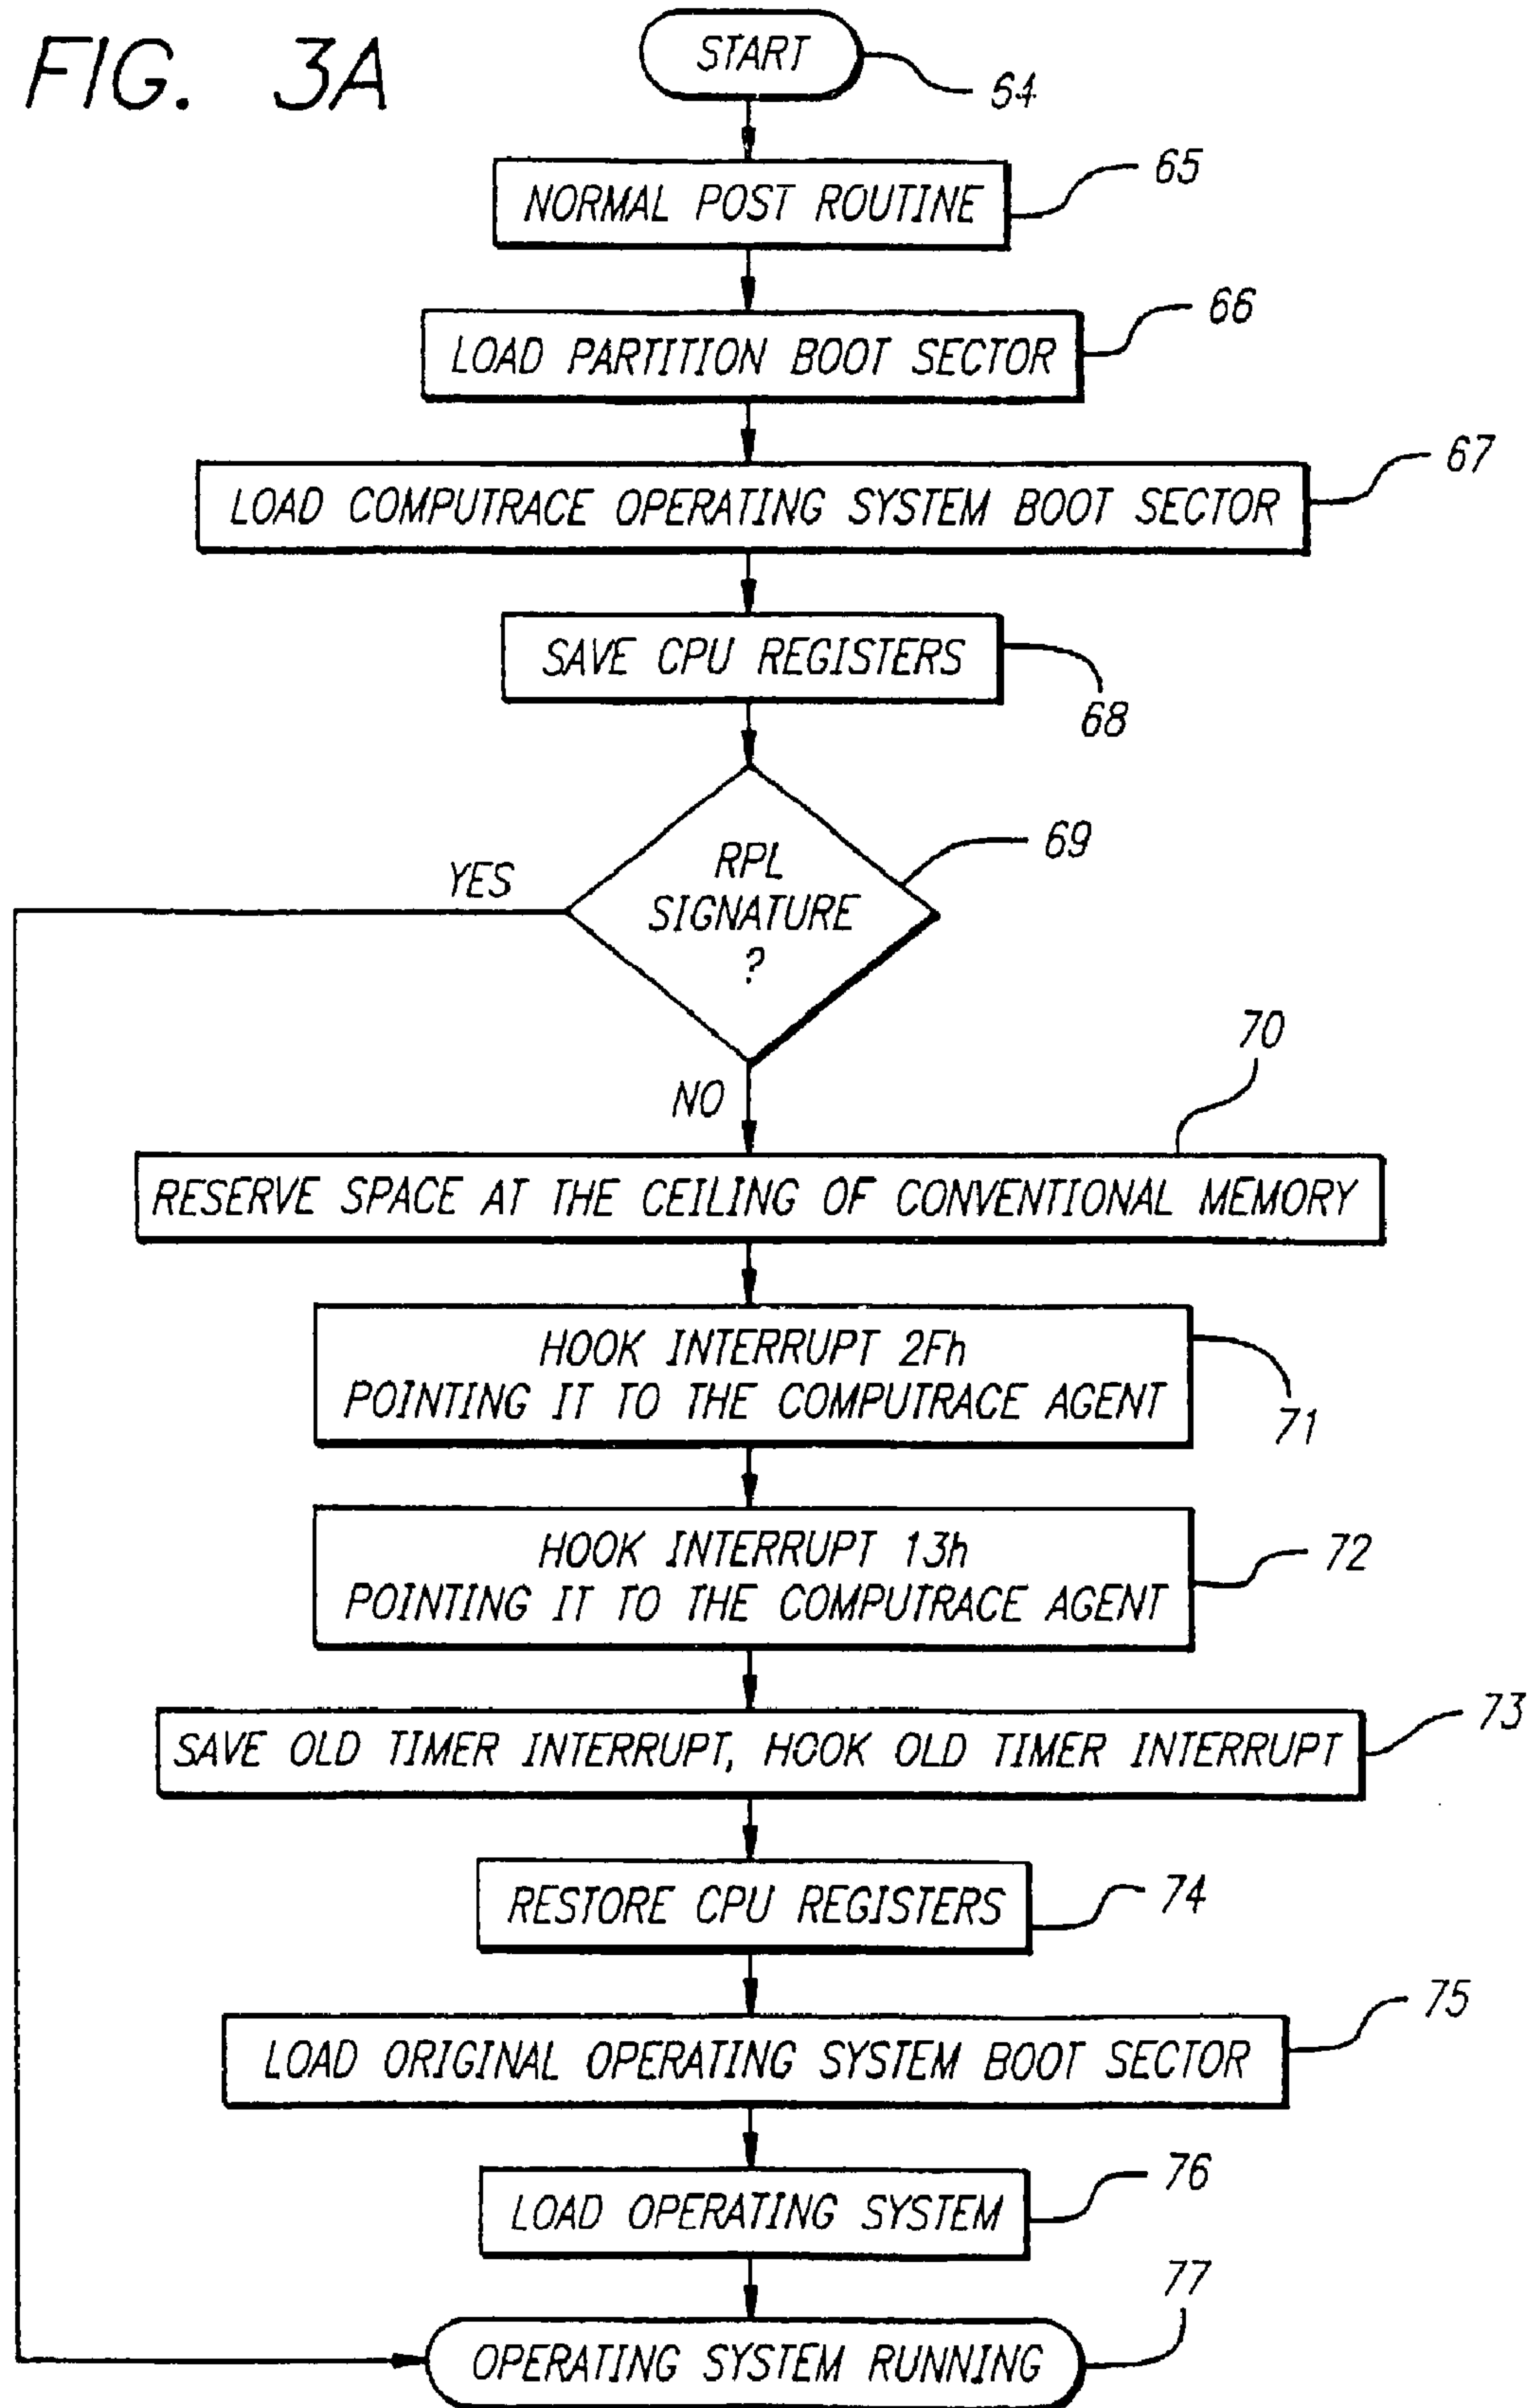 FIG. 3A
START
64
NORMAL POST ROUTINE
65
LOAD PARTITION BOOT SECTOR
66
LOAD COMPUTRACE OPERATING SYSTEM BOOT SECTOR
67
SAVE CPU REGISTERS
68
RPL
SIGNATURE
?
69
YES
NO
70
RESERVE SPACE AT THE CEILING OF CONVENTIONAL MEMORY
HOOK INTERRUPT 2Fh
POINTING IT TO THE COMPUTRACE AGENT
71
HOOK INTERRUPT 13h
POINTING IT TO THE COMPUTRACE AGENT
72
SAVE OLD TIMER INTERRUPT, HOOK OLD TIMER INTERRUPT
73
RESTORE CPU REGISTERS
74
LOAD ORIGINAL OPERATING SYSTEM BOOT SECTOR
75
LOAD OPERATING SYSTEM
76
OPERATING SYSTEM RUNNING
77